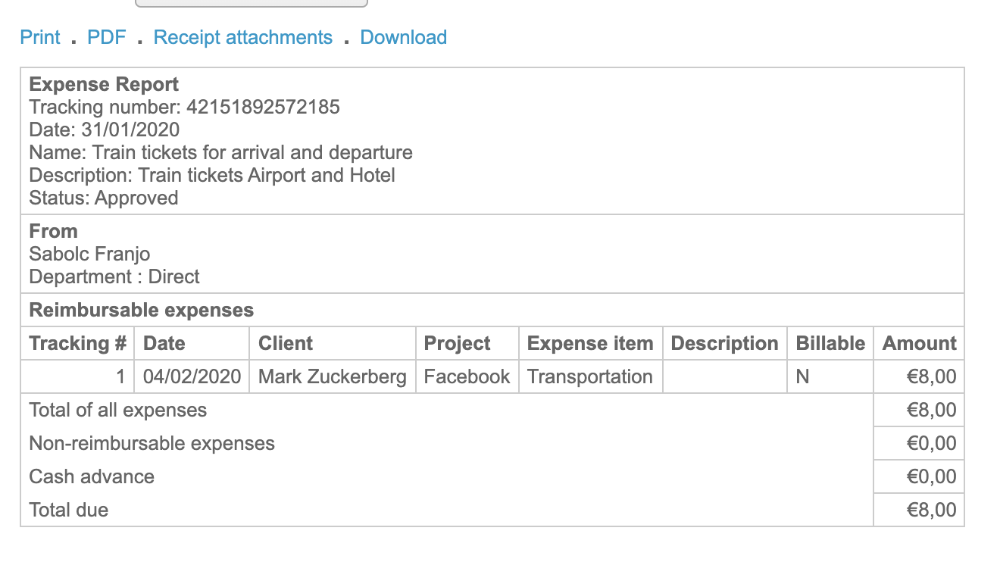 Print . PDF . Receipt attachments . Download
Expense Report
Tracking number: 42151892572185
Date: 31/01/2020
Name: Train tickets for arrival and departure
Description: Train tickets Airport and Hotel
Status: Approved
From
Sabolc Franjo
Department : Direct
Reimbursable expenses
Tracking # Date Client Project Expense item Description Billable Amount
1 04/02/2020 Mark Zuckerberg Facebook Transportation N €8,00
Total of all expenses €8,00
Non-reimbursable expenses €0,00
Cash advance €0,00
Total due €8,00